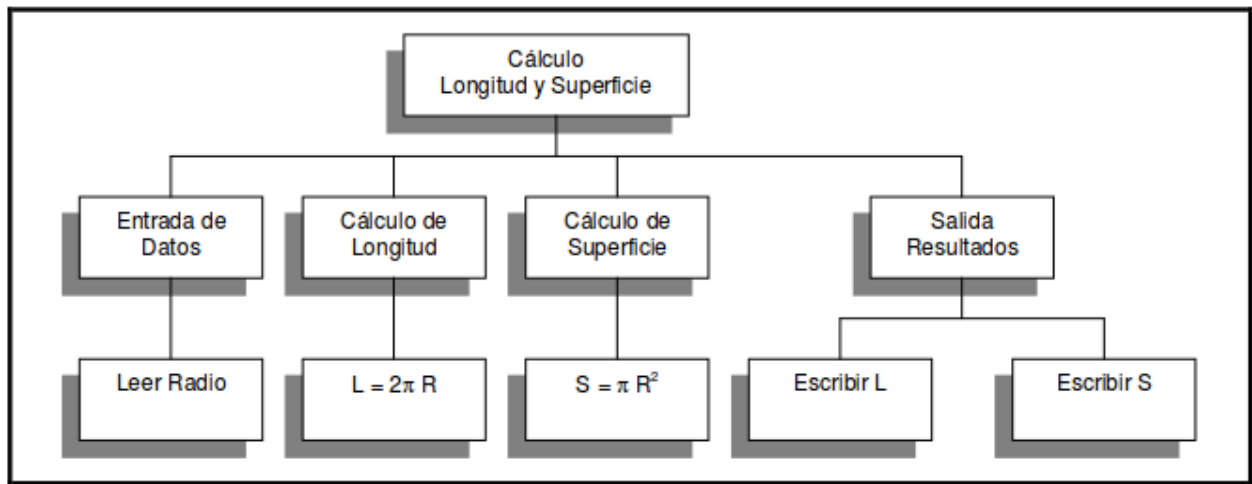 Cálculo
Longitud y Superficie
Entrada de
Datos
Cálculo de
Longitud
Cálculo de
Superficie
Salida
Resultados
Leer Radio
L = 2π R
S = π R²
Escribir L
Escribir S